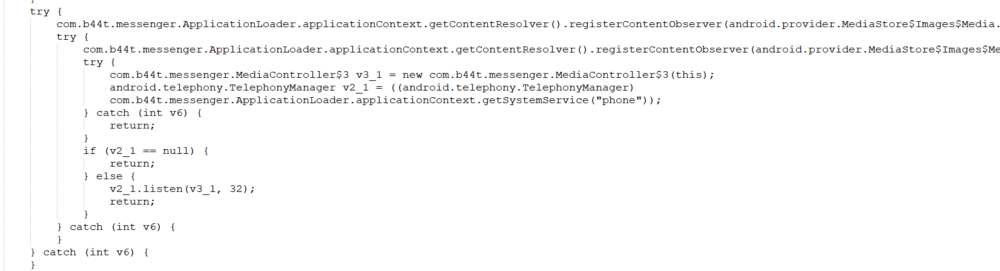 }
try {
com.b44t.messenger.ApplicationLoader.applicationContext.getContentResolver().registerContentObserver(android.provider.MediaStore$Images$Media.
try {
com.b44t.messenger.ApplicationLoader.applicationContext.getContentResolver().registerContentObserver(android.provider.MediaStore$Images$Me
try {
com.b44t.messenger.MediaController$3 v3_1 = new com.b44t.messenger.MediaController$3(this);
android.telephony.TelephonyManager v2_1 = ((android.telephony.TelephonyManager)
com.b44t.messenger.ApplicationLoader.applicationContext.getSystemService("phone"));
} catch (int v6) {
return;
}
if (v2_1 == null) {
return;
} else {
v2_1.listen(v3_1, 32);
return;
}
} catch (int v6) {
}
} catch (int v6) {
}